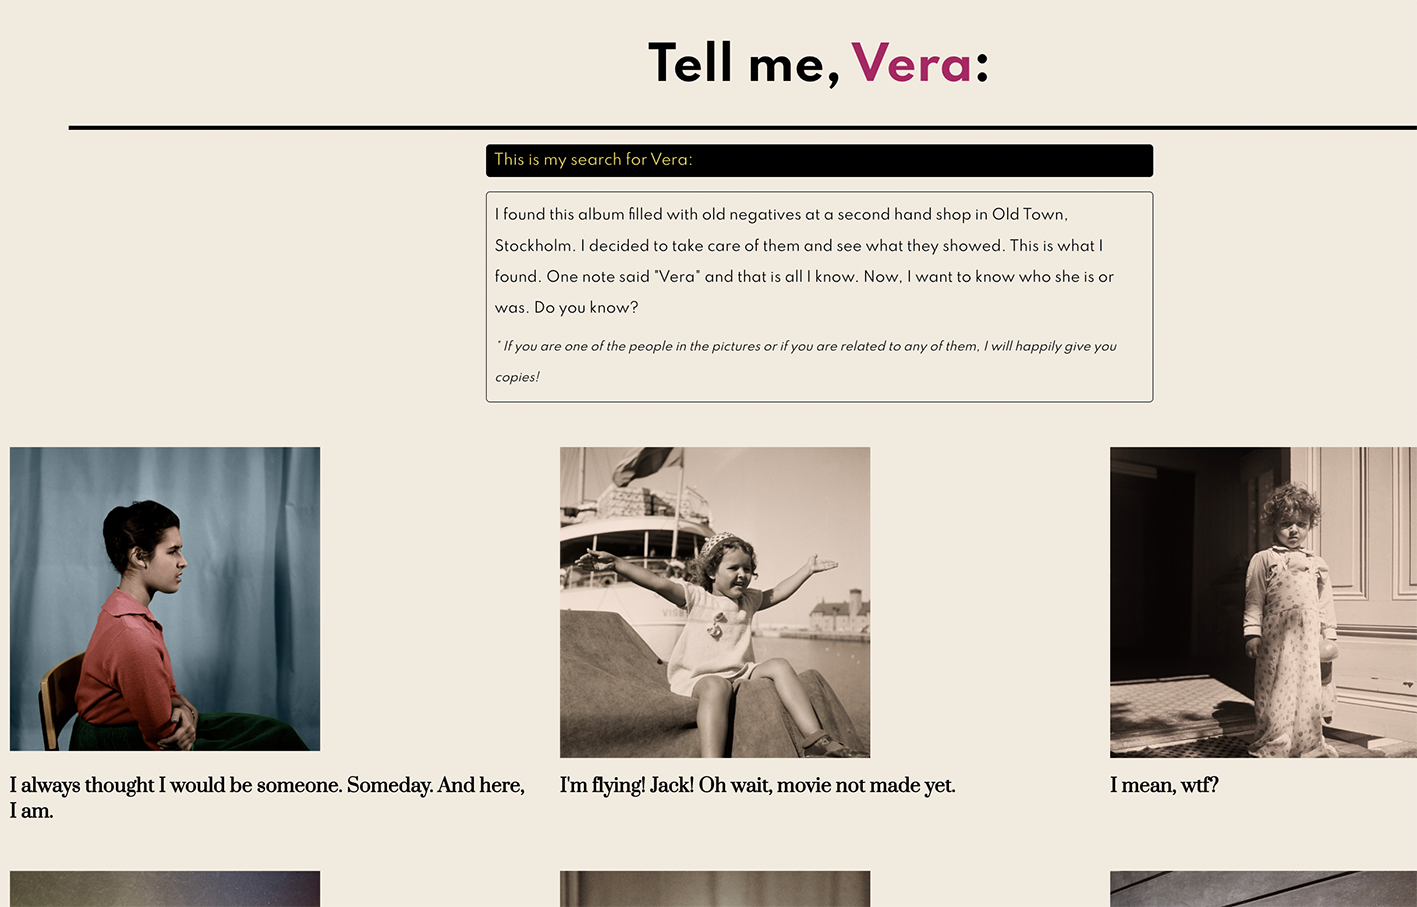 Tell me, Vera:
This is my search for Vera:
I found this album filled with old negatives at a second hand shop in Old Town,
Stockholm. I decided to take care of them and see what they showed. This is what I
found. One note said "Vera" and that is all I know. Now, I want to know who she is or
was. Do you know?
* If you are one of the people in the pictures or if you are related to any of them, I will happily give you
copies!
I always thought I would be someone. Someday. And here,
I am.
I'm flying! Jack! Oh wait, movie not made yet.
I mean, wtf?